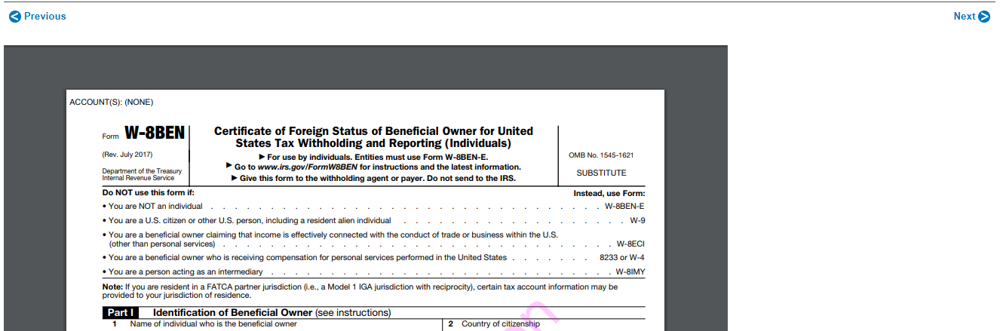 Previous
Next
ACCOUNT(S): (NONE)
Form W-8BEN
(Rev. July 2017)
Department of the Treasury
Internal Revenue Service
Certificate of Foreign Status of Beneficial Owner for United
States Tax Withholding and Reporting (Individuals)
▶ For use by individuals. Entities must use Form W-8BEN-E.
▶ Go to www.irs.gov/FormW8BEN for instructions and the latest information.
▶ Give this form to the withholding agent or payer. Do not send to the IRS.
OMB No. 1545-1621
SUBSTITUTE
Do NOT use this form if: Instead, use Form:
• You are NOT an individual . . . . . . . . . . . . . . . . . . . . . . . . . . . . . . . . . W-8BEN-E
• You are a U.S. citizen or other U.S. person, including a resident alien individual . . . . . . . . . . . . . . . . . . . W-9
• You are a beneficial owner claiming that income is effectively connected with the conduct of trade or business within the U.S.
(other than personal services) . . . . . . . . . . . . . . . . . . . . . . . . . . . . . . . . . W-8ECI
• You are a beneficial owner who is receiving compensation for personal services performed in the United States . . . . . . . 8233 or W-4
• You are a person acting as an intermediary . . . . . . . . . . . . . . . . . . . . . . . . . . . . . W-8IMY
Note: If you are resident in a FATCA partner jurisdiction (i.e., a Model 1 IGA jurisdiction with reciprocity), certain tax account information may be
provided to your jurisdiction of residence.
Part I Identification of Beneficial Owner (see instructions)
1 Name of individual who is the beneficial owner
2 Country of citizenship